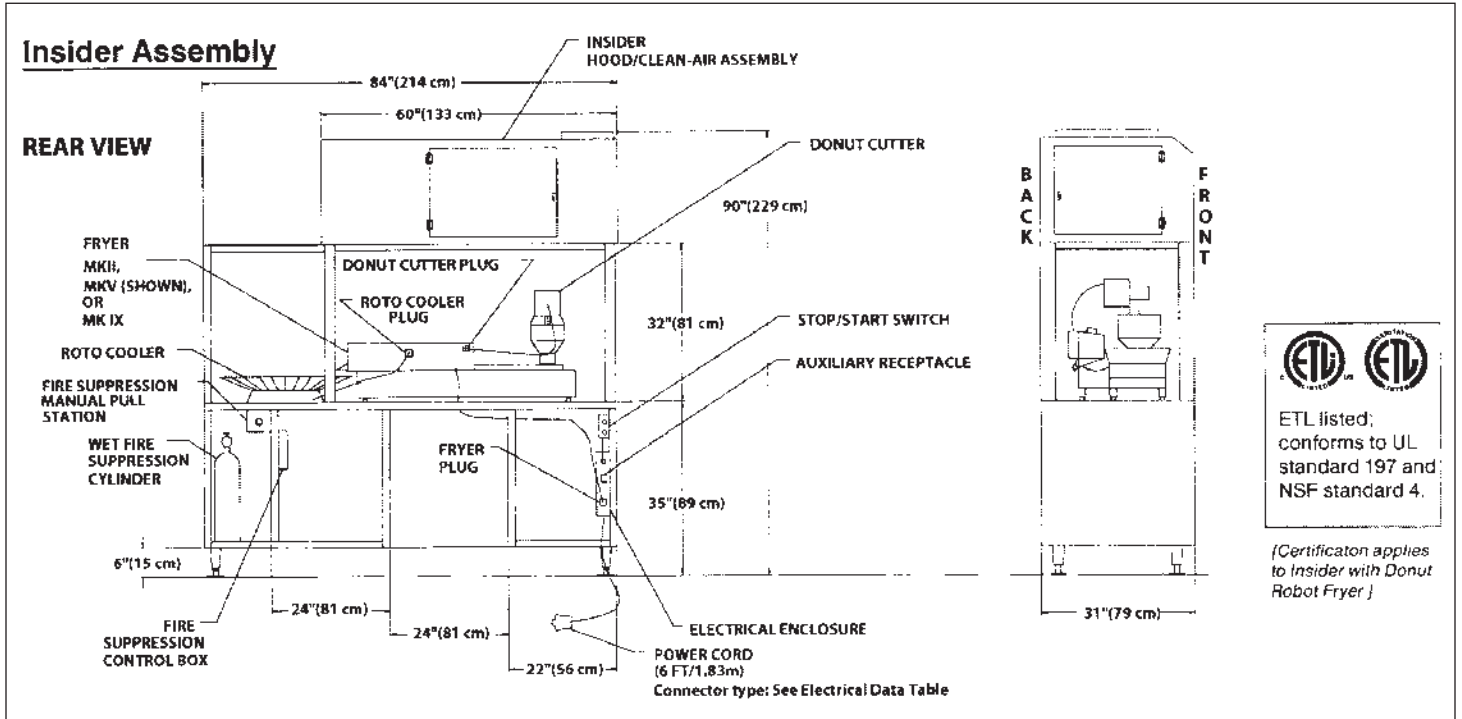 Insider Assembly
INSIDER
HOOD/CLEAN-AIR ASSEMBLY
84"(214 cm)
60"(133 cm)
REAR VIEW
DONUT CUTTER
90"(229 cm)
BACK
FRONT
FRYER
MKII,
MKV (SHOWN),
OR
MK IX
DONUT CUTTER PLUG
ROTO COOLER
PLUG
32"(81 cm)
STOP/START SWITCH
ROTO COOLER
AUXILIARY RECEPTACLE
FIRE SUPPRESSION
MANUAL PULL
STATION
WET FIRE
SUPPRESSION
CYLINDER
FRYER
PLUG
35"(89 cm)
6"(15 cm)
24"(81 cm)
24"(81 cm)
22"(56 cm)
31"(79 cm)
FIRE
SUPPRESSION
CONTROL BOX
ELECTRICAL ENCLOSURE
POWER CORD
(6 FT/1.83m)
Connector type: See Electrical Data Table
ETL
LISTED
ETL
ETL listed;
conforms to UL
standard 197 and
NSF standard 4.
[Certificaton applies
to Insider with Donut
Robot Fryer]